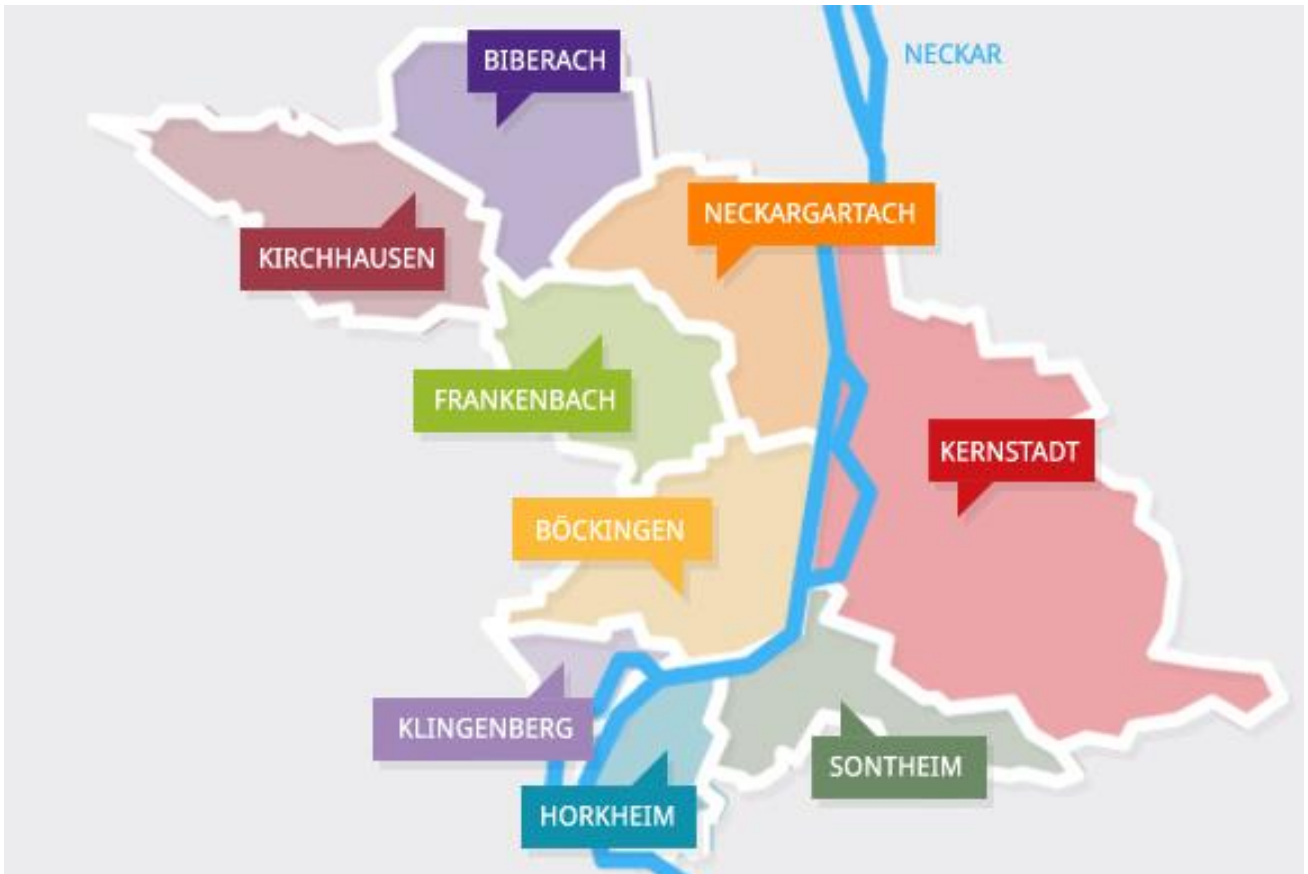 BIBERACH
NECKAR
NECKARGARTACH
KIRCHHAUSEN
FRANKENBACH
KERNSTADT
BÖCKINGEN
KLINGENBERG
SONTHEIM
HORKHEIM